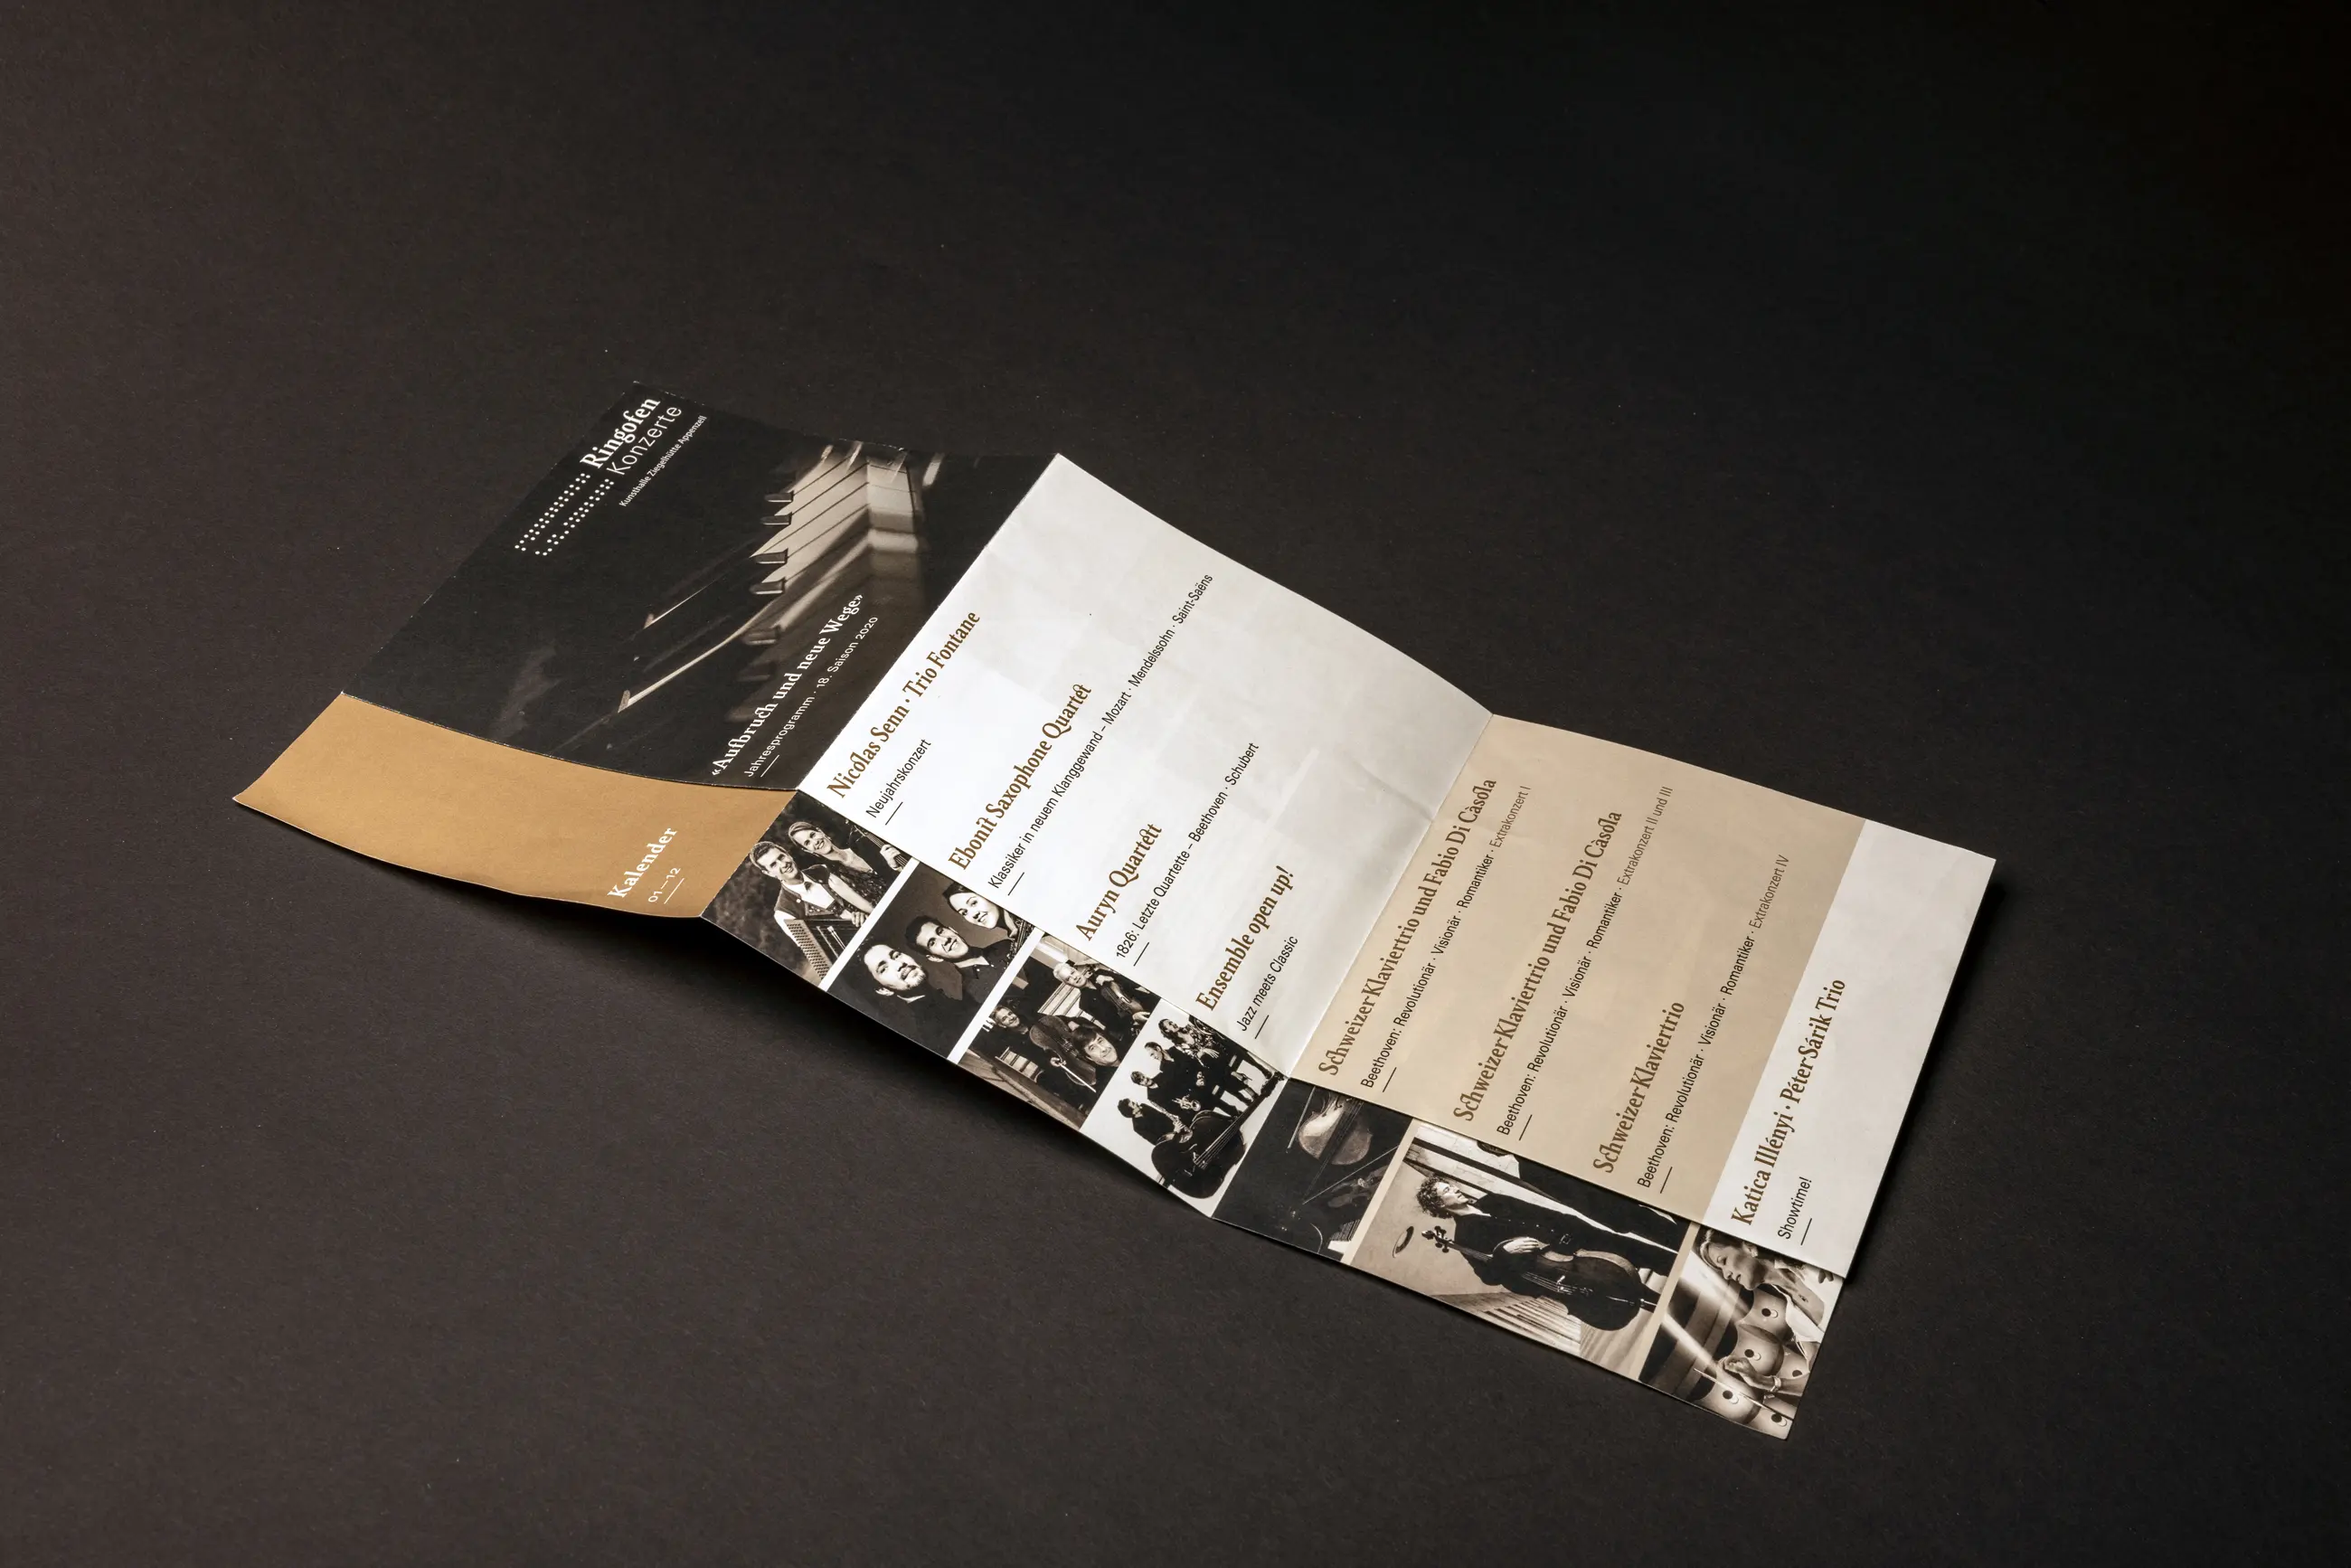 Ringofen
Konzerte
Kunsthalle Ziegelhütte Appenzell
«Aufbruch und neue Wege»
Jahresprogramm · 18. Saison 2020
Kalender
01–12
Nicolas Senn · Trio Fontane
Neujahrskonzert
Ebonit Saxophone Quartet
Klassiker in neuem Klanggewand – Mozart · Mendelssohn · Saint-Saëns
Auryn Quartett
1826: Letzte Quartette – Beethoven · Schubert
Ensemble open up!
Jazz meets Classic
Schweizer Klaviertrio und Fabio Di Càsola
Beethoven: Revolutionär · Visionär · Romantiker · Extrakonzert I
Schweizer Klaviertrio und Fabio Di Càsola
Beethoven: Revolutionär · Visionär · Romantiker · Extrakonzert II und III
Schweizer Klaviertrio
Beethoven: Revolutionär · Visionär · Romantiker · Extrakonzert IV
Katica Illényi · Péter Sárik Trio
Showtime!